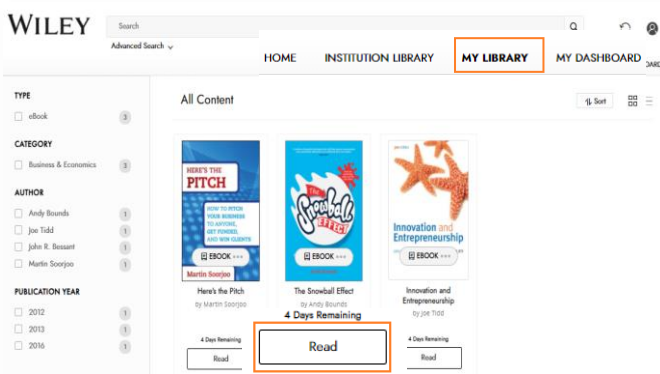 WILEY
Search
Advanced Search
HOME INSTITUTION LIBRARY MY LIBRARY MY DASHBOARD
TYPE
eBook 3
CATEGORY
Business & Economics 3
AUTHOR
Andy Bounds 1
Joe Tidd 1
John R. Bessant 1
Martin Soorjoo 1
PUBLICATION YEAR
2012 1
2013 1
2016 1
All Content
Sort
HERE'S THE
PITCH
HOW TO PITCH
YOUR BUSINESS
TO ANYONE,
GET FUNDED,
AND WIN CLIENTS
EBOOK
Martin Soorjoo
Here's the Pitch
by Martin Soorjoo
4 Days Remaining
Read
The
Snowball
EFFECT
EBOOK
The Snowball Effect
by Andy Bounds
4 Days Remaining
Read
Innovation and
Entrepreneurship
EBOOK
Innovation and
Entrepreneurship
by Joe Tidd
4 Days Remaining
Read